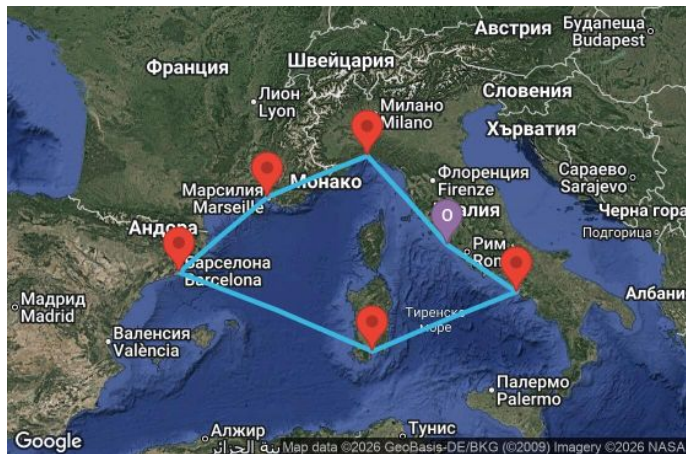 Будапеща
Budapest
Австрия
Швейцария
Франция
Словения
Лион
Lyon
Милано
Milano
Хърватия
Сараево
Sarajevo
Флоренция
Firenze
Монако
Марсилия
Marseille
Черна гора
Подгорица
O
Андора
Рим
Барселона
Barcelona
Албани
Мадрид
Madrid
Тиренско
море
Валенсия
València
Палермо
Palermo
Алжир
الجزائر
Тунис
Google
Map data ©2026 GeoBasis-DE/BKG (©2009) Imagery ©2026 NASA